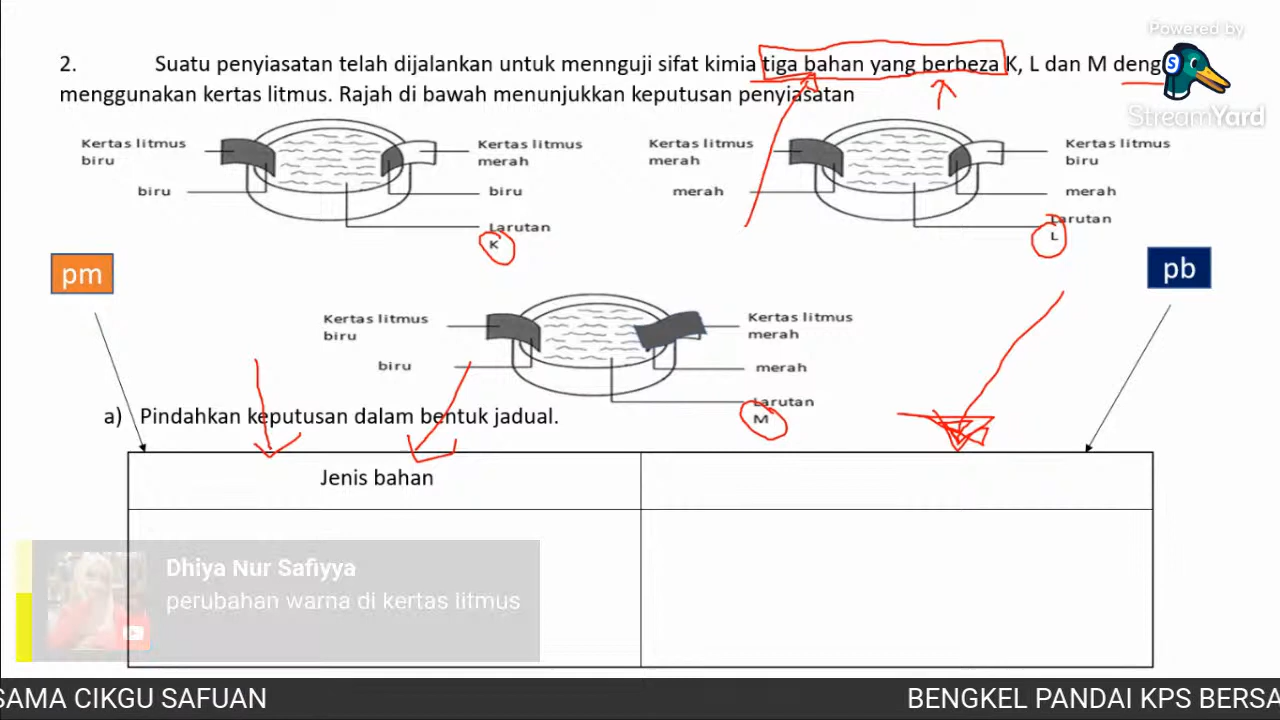 Powered by
StreamYard
2. Suatu penyiasatan telah dijalankan untuk mennguji sifat kimia tiga bahan yang berbeza K, L dan M deng
menggunakan kertas litmus. Rajah di bawah menunjukkan keputusan penyiasatan
Kertas litmus
biru
biru
Kertas litmus
merah
biru
Larutan
K
Kertas litmus
merah
merah
Kertas litmus
biru
merah
Larutan
L
pm
pb
Kertas litmus
biru
biru
Kertas litmus
merah
merah
Larutan
M
a) Pindahkan keputusan dalam bentuk jadual.
Jenis bahan
Dhiya Nur Safiyya
perubahan warna di kertas litmus
SAMA CIKGU SAFUAN
BENGKEL PANDAI KPS BERSA